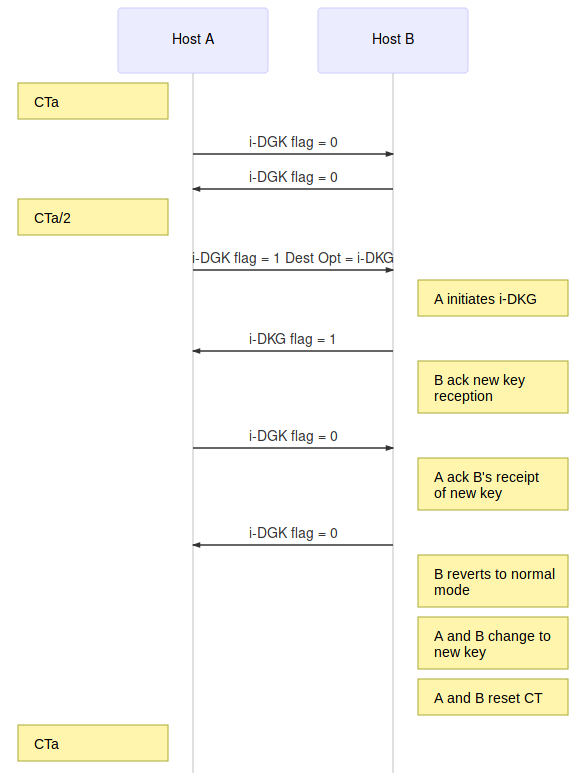 Host A
Host B
CTa
i-DGK flag = 0
i-DGK flag = 0
CTa/2
i-DGK flag = 1 Dest Opt = i-DKG
A initiates i-DKG
i-DKG flag = 1
B ack new key
reception
i-DGK flag = 0
A ack B's receipt
of new key
i-DGK flag = 0
B reverts to normal
mode
A and B change to
new key
A and B reset CT
CTa